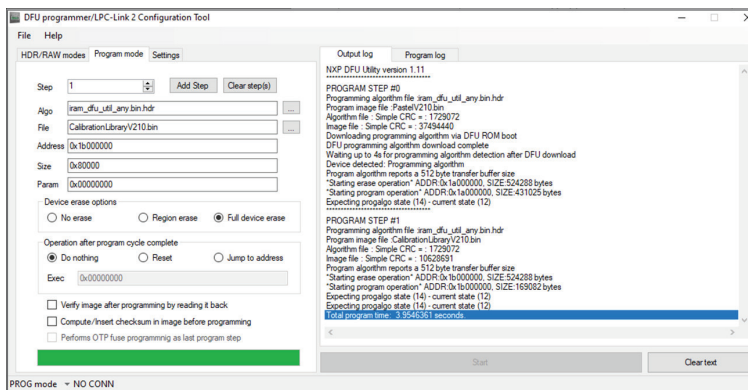 DFU programmer/LPC-Link 2 Configuration Tool
File Help
HDR/RAW modes Program mode Settings
Step 1 Add Step Clear step(s)
Algo iram_dfu_util_any.bin.hdr ...
File CalibrationLibraryV210.bin ...
Address 0x1b000000
Size 0x80000
Param 0x00000000
Device erase options
No erase Region erase Full device erase
Operation after program cycle complete
Do nothing Reset Jump to address
Exec 0x00000000
Verify image after programming by reading it back
Compute/Insert checksum in image before programming
Performs OTP fuse programmnig as last program step
Output log Program log
NXP DFU Utility version 1.11
************************************
PROGRAM STEP #0
Programming algorithm file :iram_dfu_util_any.bin.hdr
Program image file :PastelV210.bin
Algorithm file : Simple CRC = : 1729072
Image file : Simple CRC = : 37494440
Downloading programming algorithm via DFU ROM boot
DFU programming algorithm download complete
Waiting up to 4s for programming algorithm detection after DFU download
Device detected: Programming algorithm
Program algorithm reports a 512 byte transfer buffer size
*Starting erase operation* ADDR:0x1a000000, SIZE:524288 bytes
*Starting program operation* ADDR:0x1a000000, SIZE:431025 bytes
Expecting progalgo state (14) - current state (12)
************************************
PROGRAM STEP #1
Programming algorithm file :iram_dfu_util_any.bin.hdr
Program image file :CalibrationLibraryV210.bin
Algorithm file : Simple CRC = : 1729072
Image file : Simple CRC = : 10628691
Program algorithm reports a 512 byte transfer buffer size
*Starting erase operation* ADDR:0x1b000000, SIZE:524288 bytes
*Starting program operation* ADDR:0x1b000000, SIZE:169082 bytes
Expecting progalgo state (14) - current state (12)
Expecting progalgo state (14) - current state (12)
Total program time: 3.9546361 seconds.
Start Clear text
PROG mode NO CONN